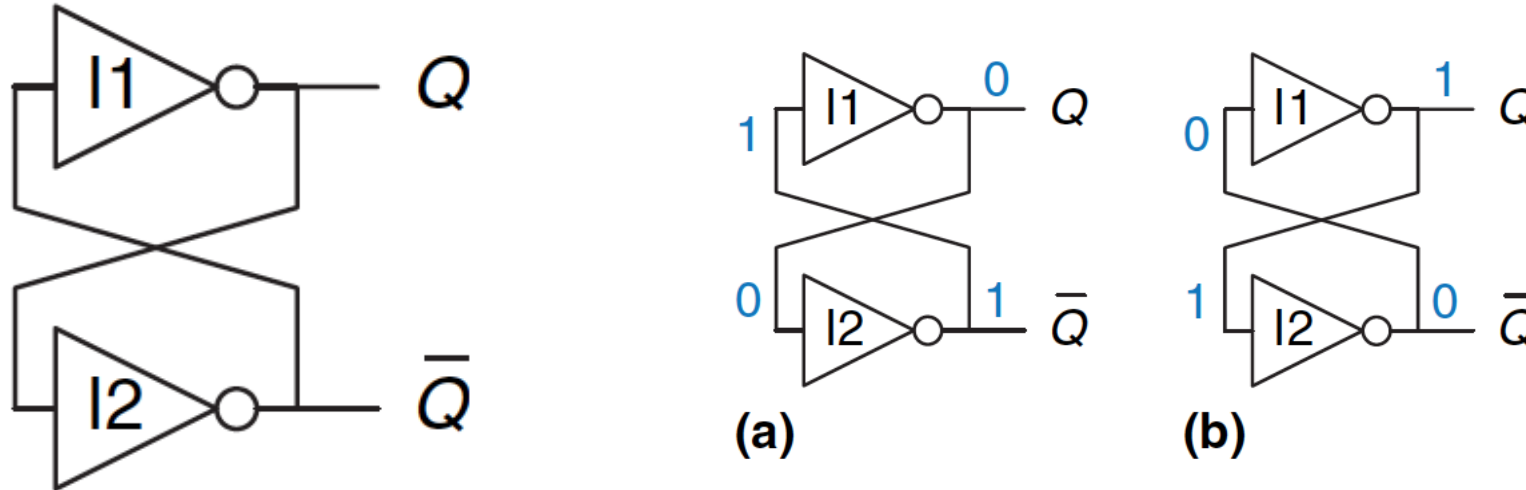 I1 Q
I2 Q̅
1 I1 0 Q
0 I2 1 Q̅
(a)
0 I1 1 Q
1 I2 0 Q̅
(b)